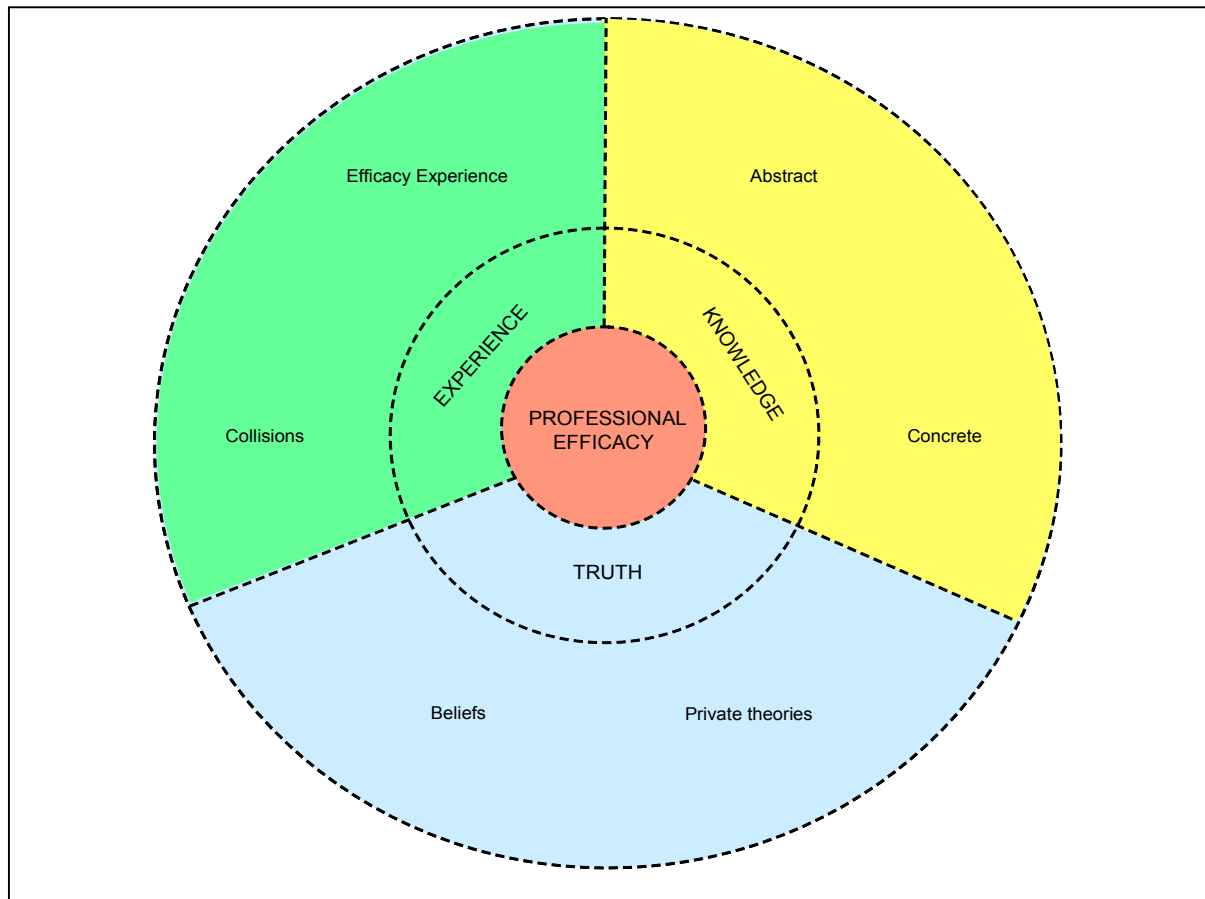 Efficacy Experience
Abstract
EXPERIENCE
KNOWLEDGE
PROFESSIONAL
EFFICACY
Collisions
Concrete
TRUTH
Beliefs
Private theories